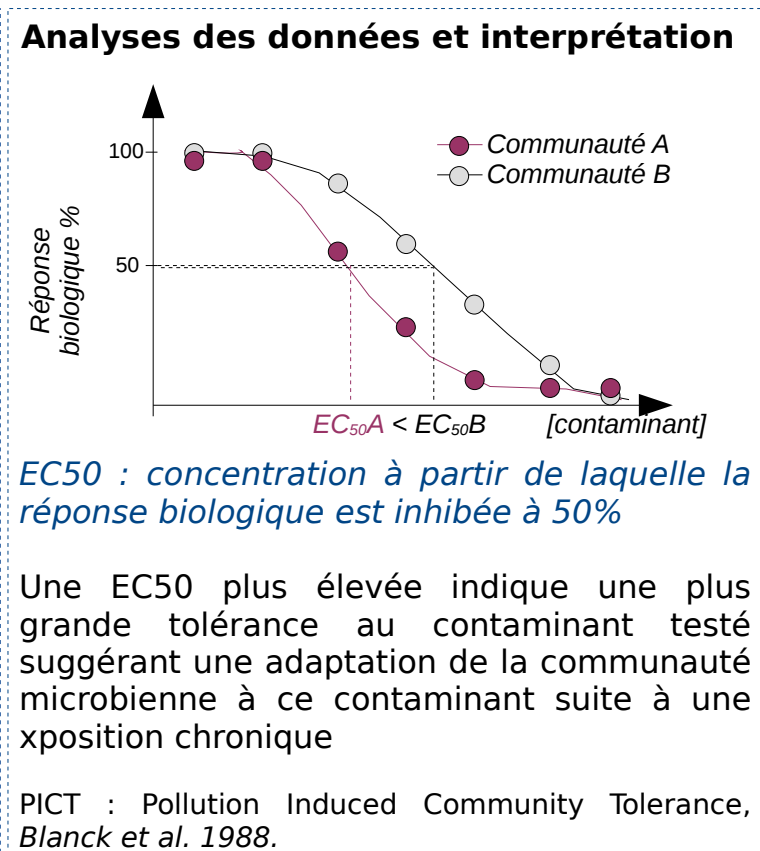 Analyses des données et interprétation
100
50
Réponse
biologique %
Communauté A
Communauté B
EC₅₀A < EC₅₀B
[contaminant]
EC50 : concentration à partir de laquelle la
réponse biologique est inhibée à 50%
Une EC50 plus élevée indique une plus
grande tolérance au contaminant testé
suggérant une adaptation de la communauté
microbienne à ce contaminant suite à une
xposition chronique
PICT : Pollution Induced Community Tolerance,
Blanck et al. 1988.